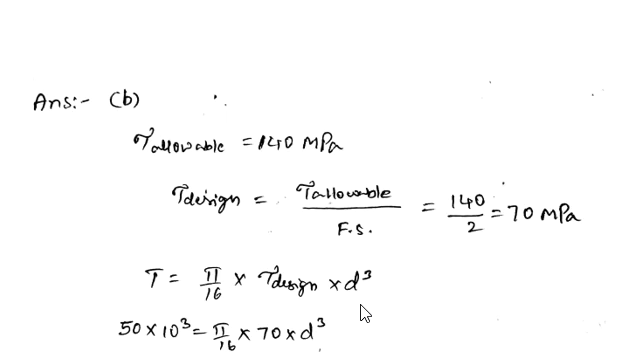 Ans:- (b)
τallowable = 140 MPa
τdesign = τallowable / F.S. = 140 / 2 = 70 MPa
T = π/16 × τdesign × d³
50 × 10³ = π/16 × 70 × d³